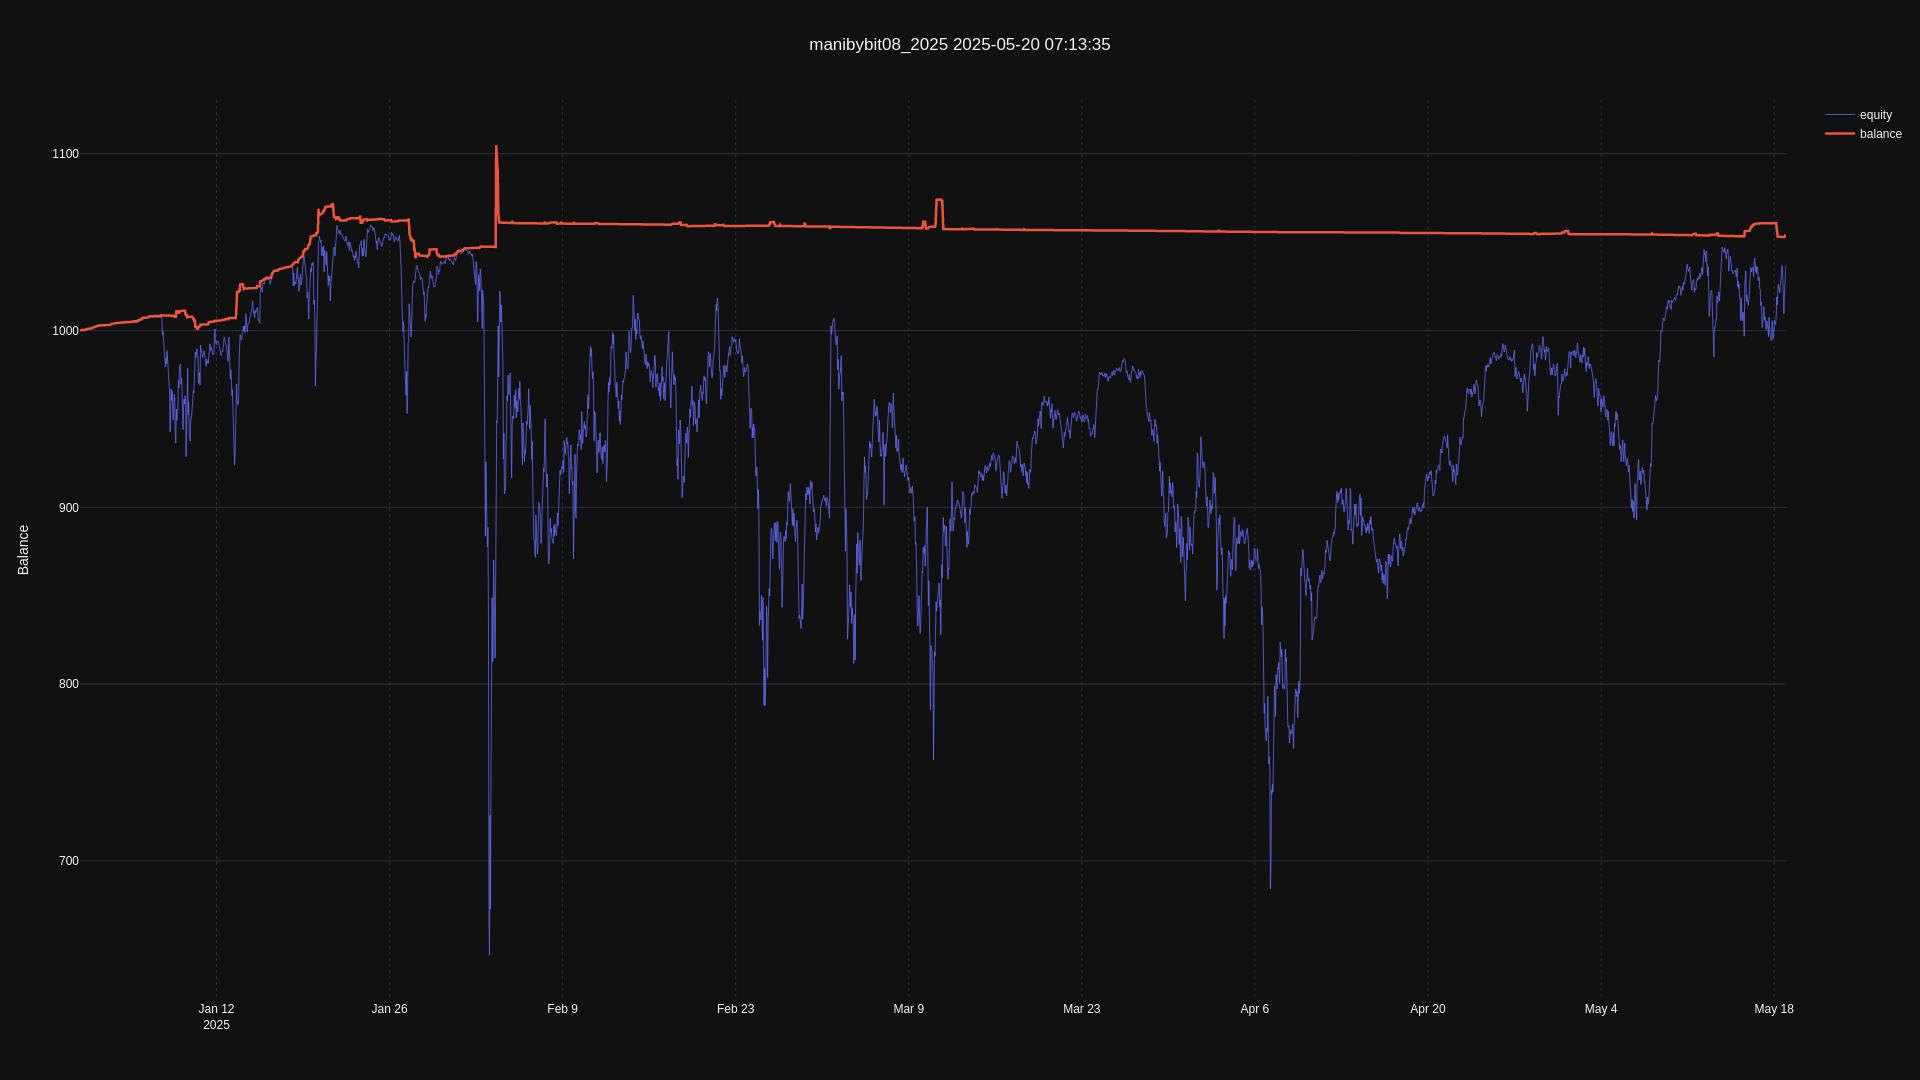 manibybit08_2025 2025-05-20 07:13:35
equity
balance
1100
1000
900
800
700
Balance
Jan 12
2025
Jan 26
Feb 9
Feb 23
Mar 9
Mar 23
Apr 6
Apr 20
May 4
May 18